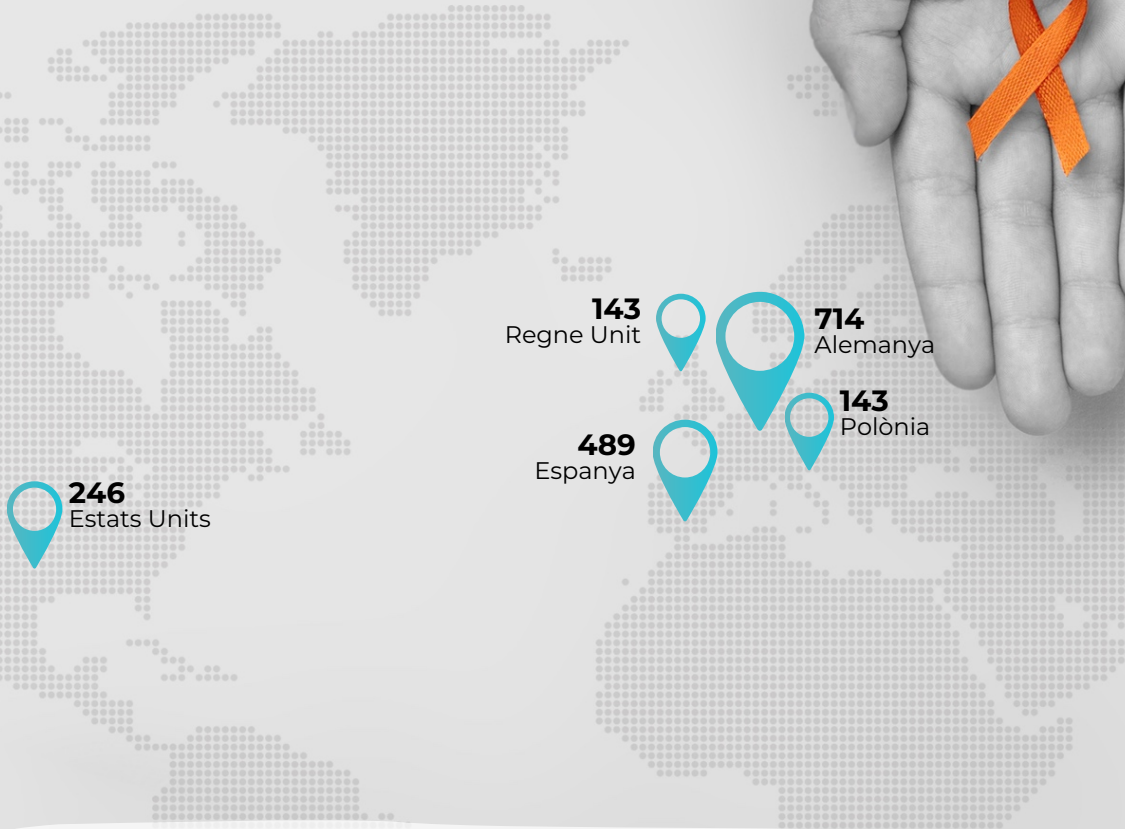 143
Regne Unit
714
Alemanya
143
Polònia
489
Espanya
246
Estats Units